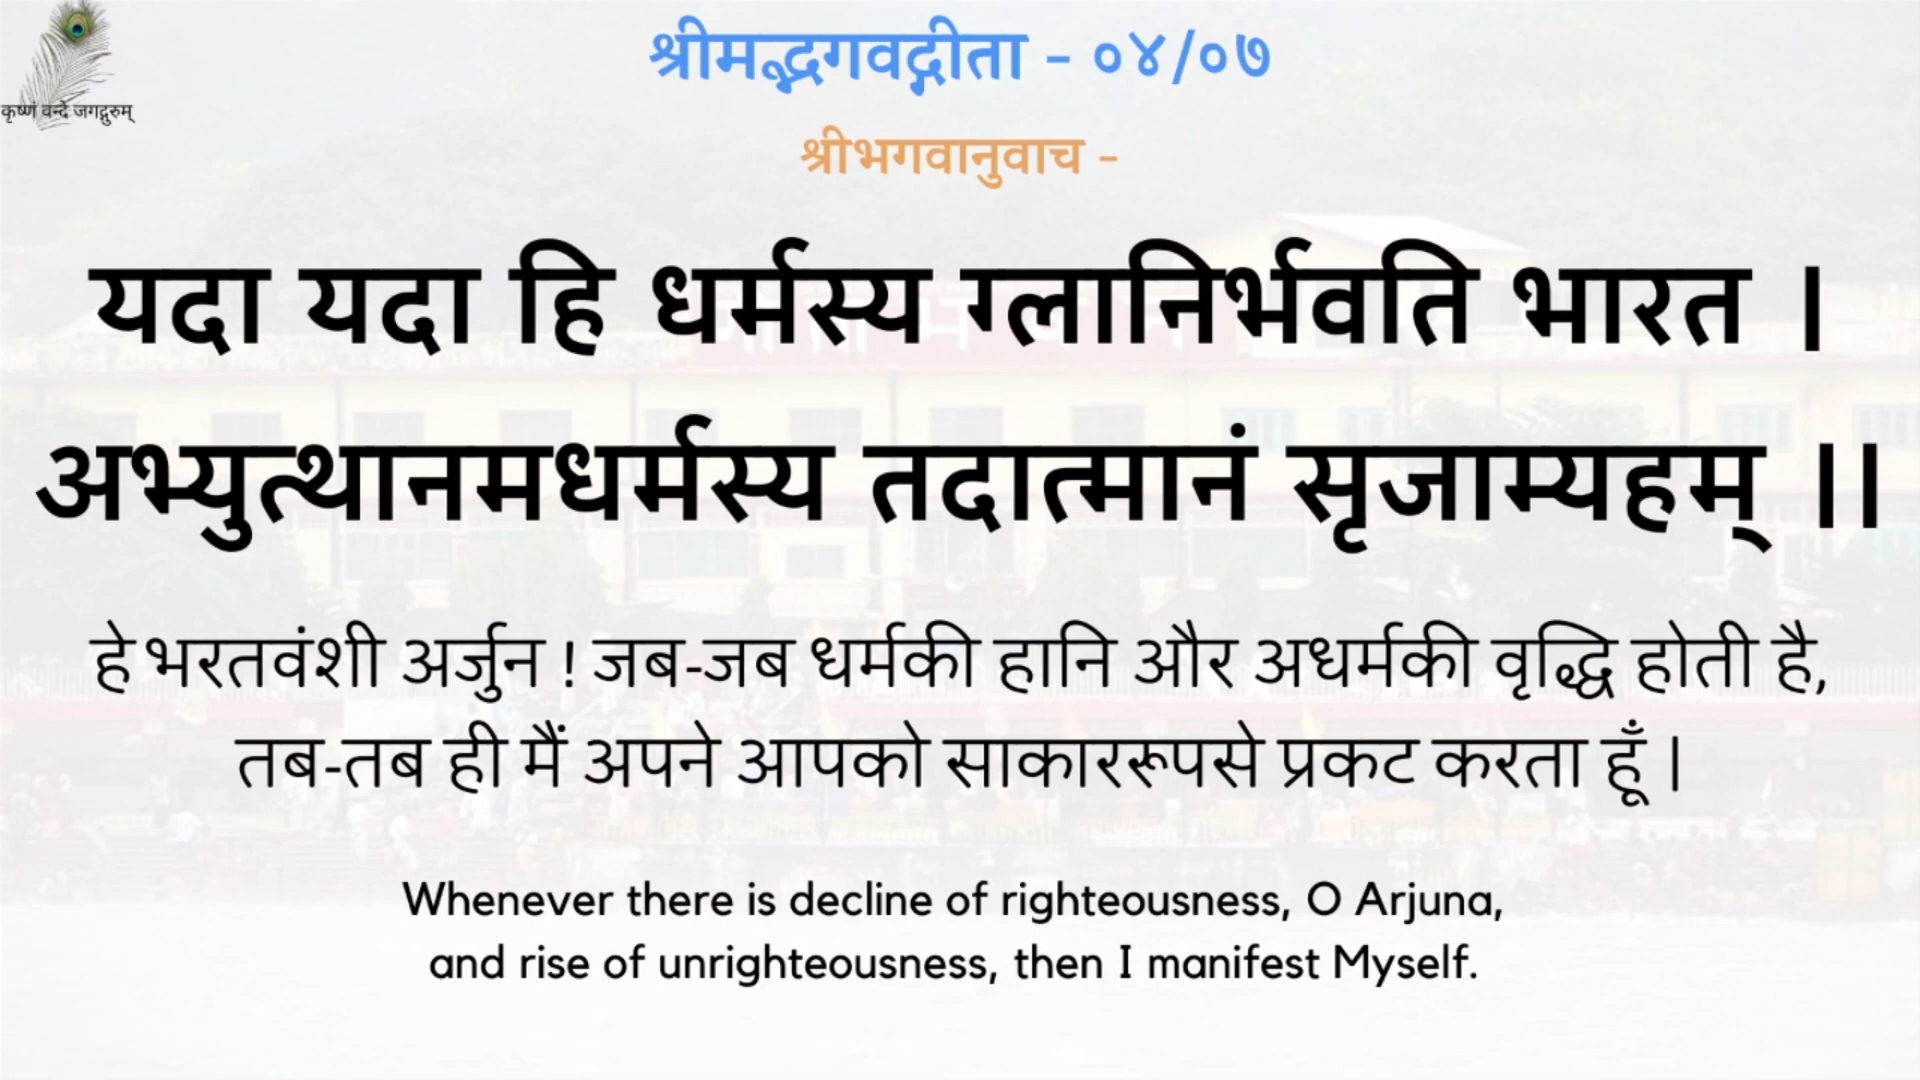 श्रीमद्भगवद्गीता - ०४/०७
कृष्णं वन्दे जगद्गुरुम्
श्रीभगवानुवाच -
यदा यदा हि धर्मस्य ग्लानिर्भवति भारत |
अभ्युत्थानमधर्मस्य तदात्मानं सृजाम्यहम् ||
हे भरतवंशी अर्जुन ! जब-जब धर्मकी हानि और अधर्मकी वृद्धि होती है,
तब-तब ही मैं अपने आपको साकाररूपसे प्रकट करता हूँ |
Whenever there is decline of righteousness, O Arjuna,
and rise of unrighteousness, then I manifest Myself.